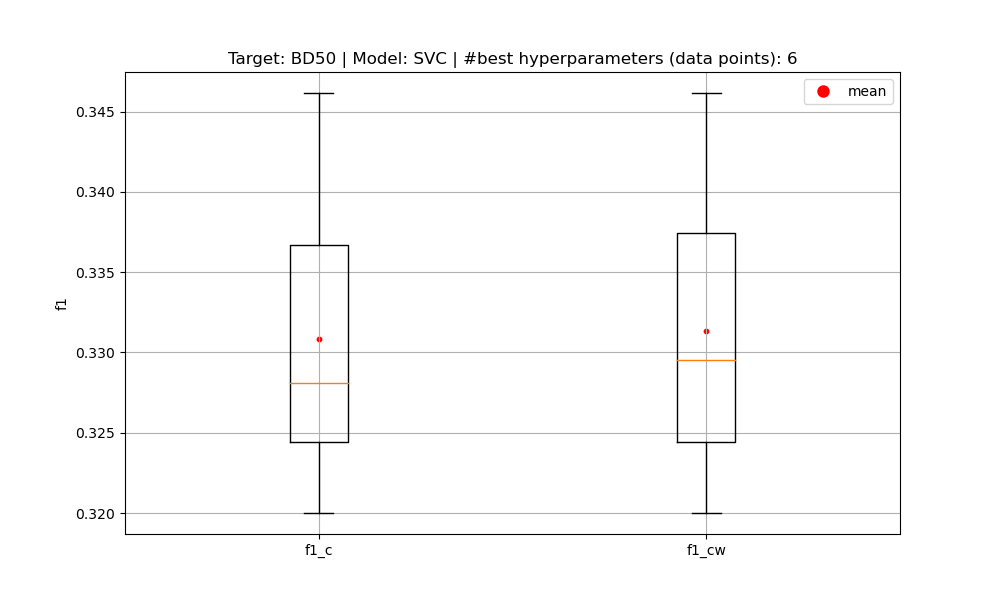 Target: BD50 | Model: SVC | #best hyperparameters (data points): 6
mean
0.345
0.340
0.335
0.330
0.325
0.320
f1
f1_c
f1_cw